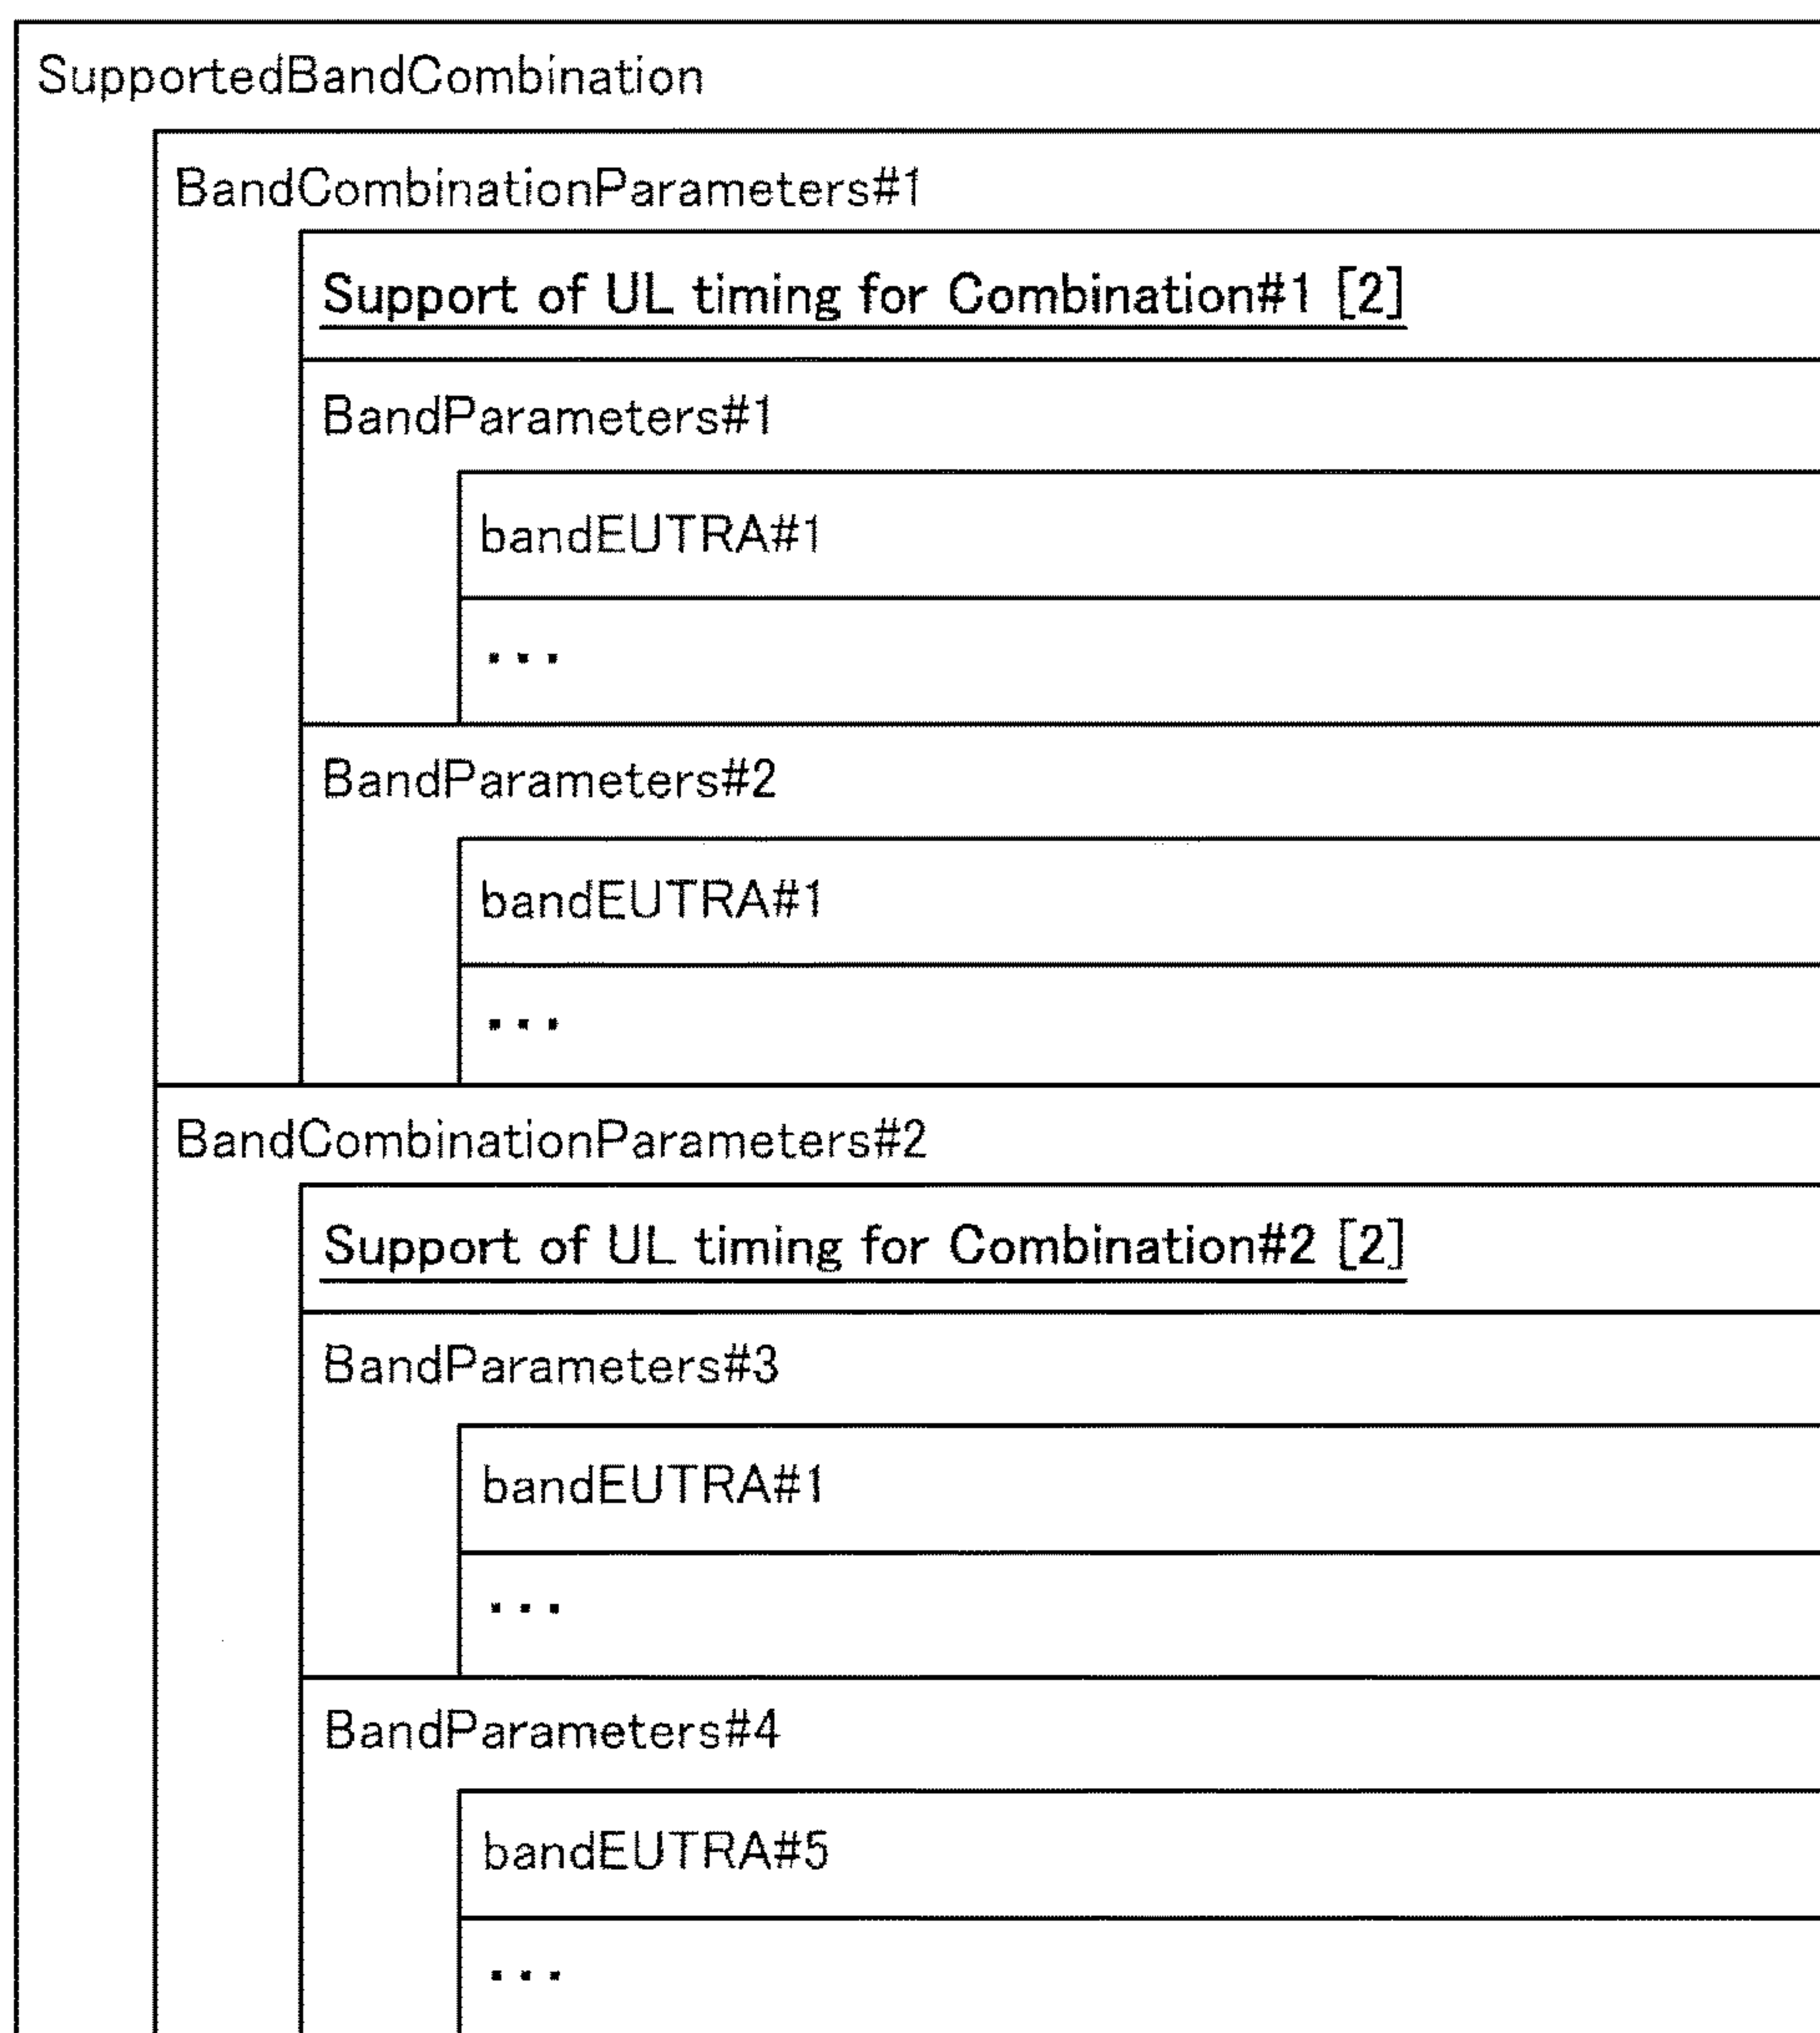 SupportedBandCombination
BandCombinationParameters#1
Support of UL timing for Combination#1 [2]
BandParameters#1
bandEUTRA#1
...
BandParameters#2
bandEUTRA#1
...
BandCombinationParameters#2
Support of UL timing for Combination#2 [2]
BandParameters#3
bandEUTRA#1
...
BandParameters#4
bandEUTRA#5
...